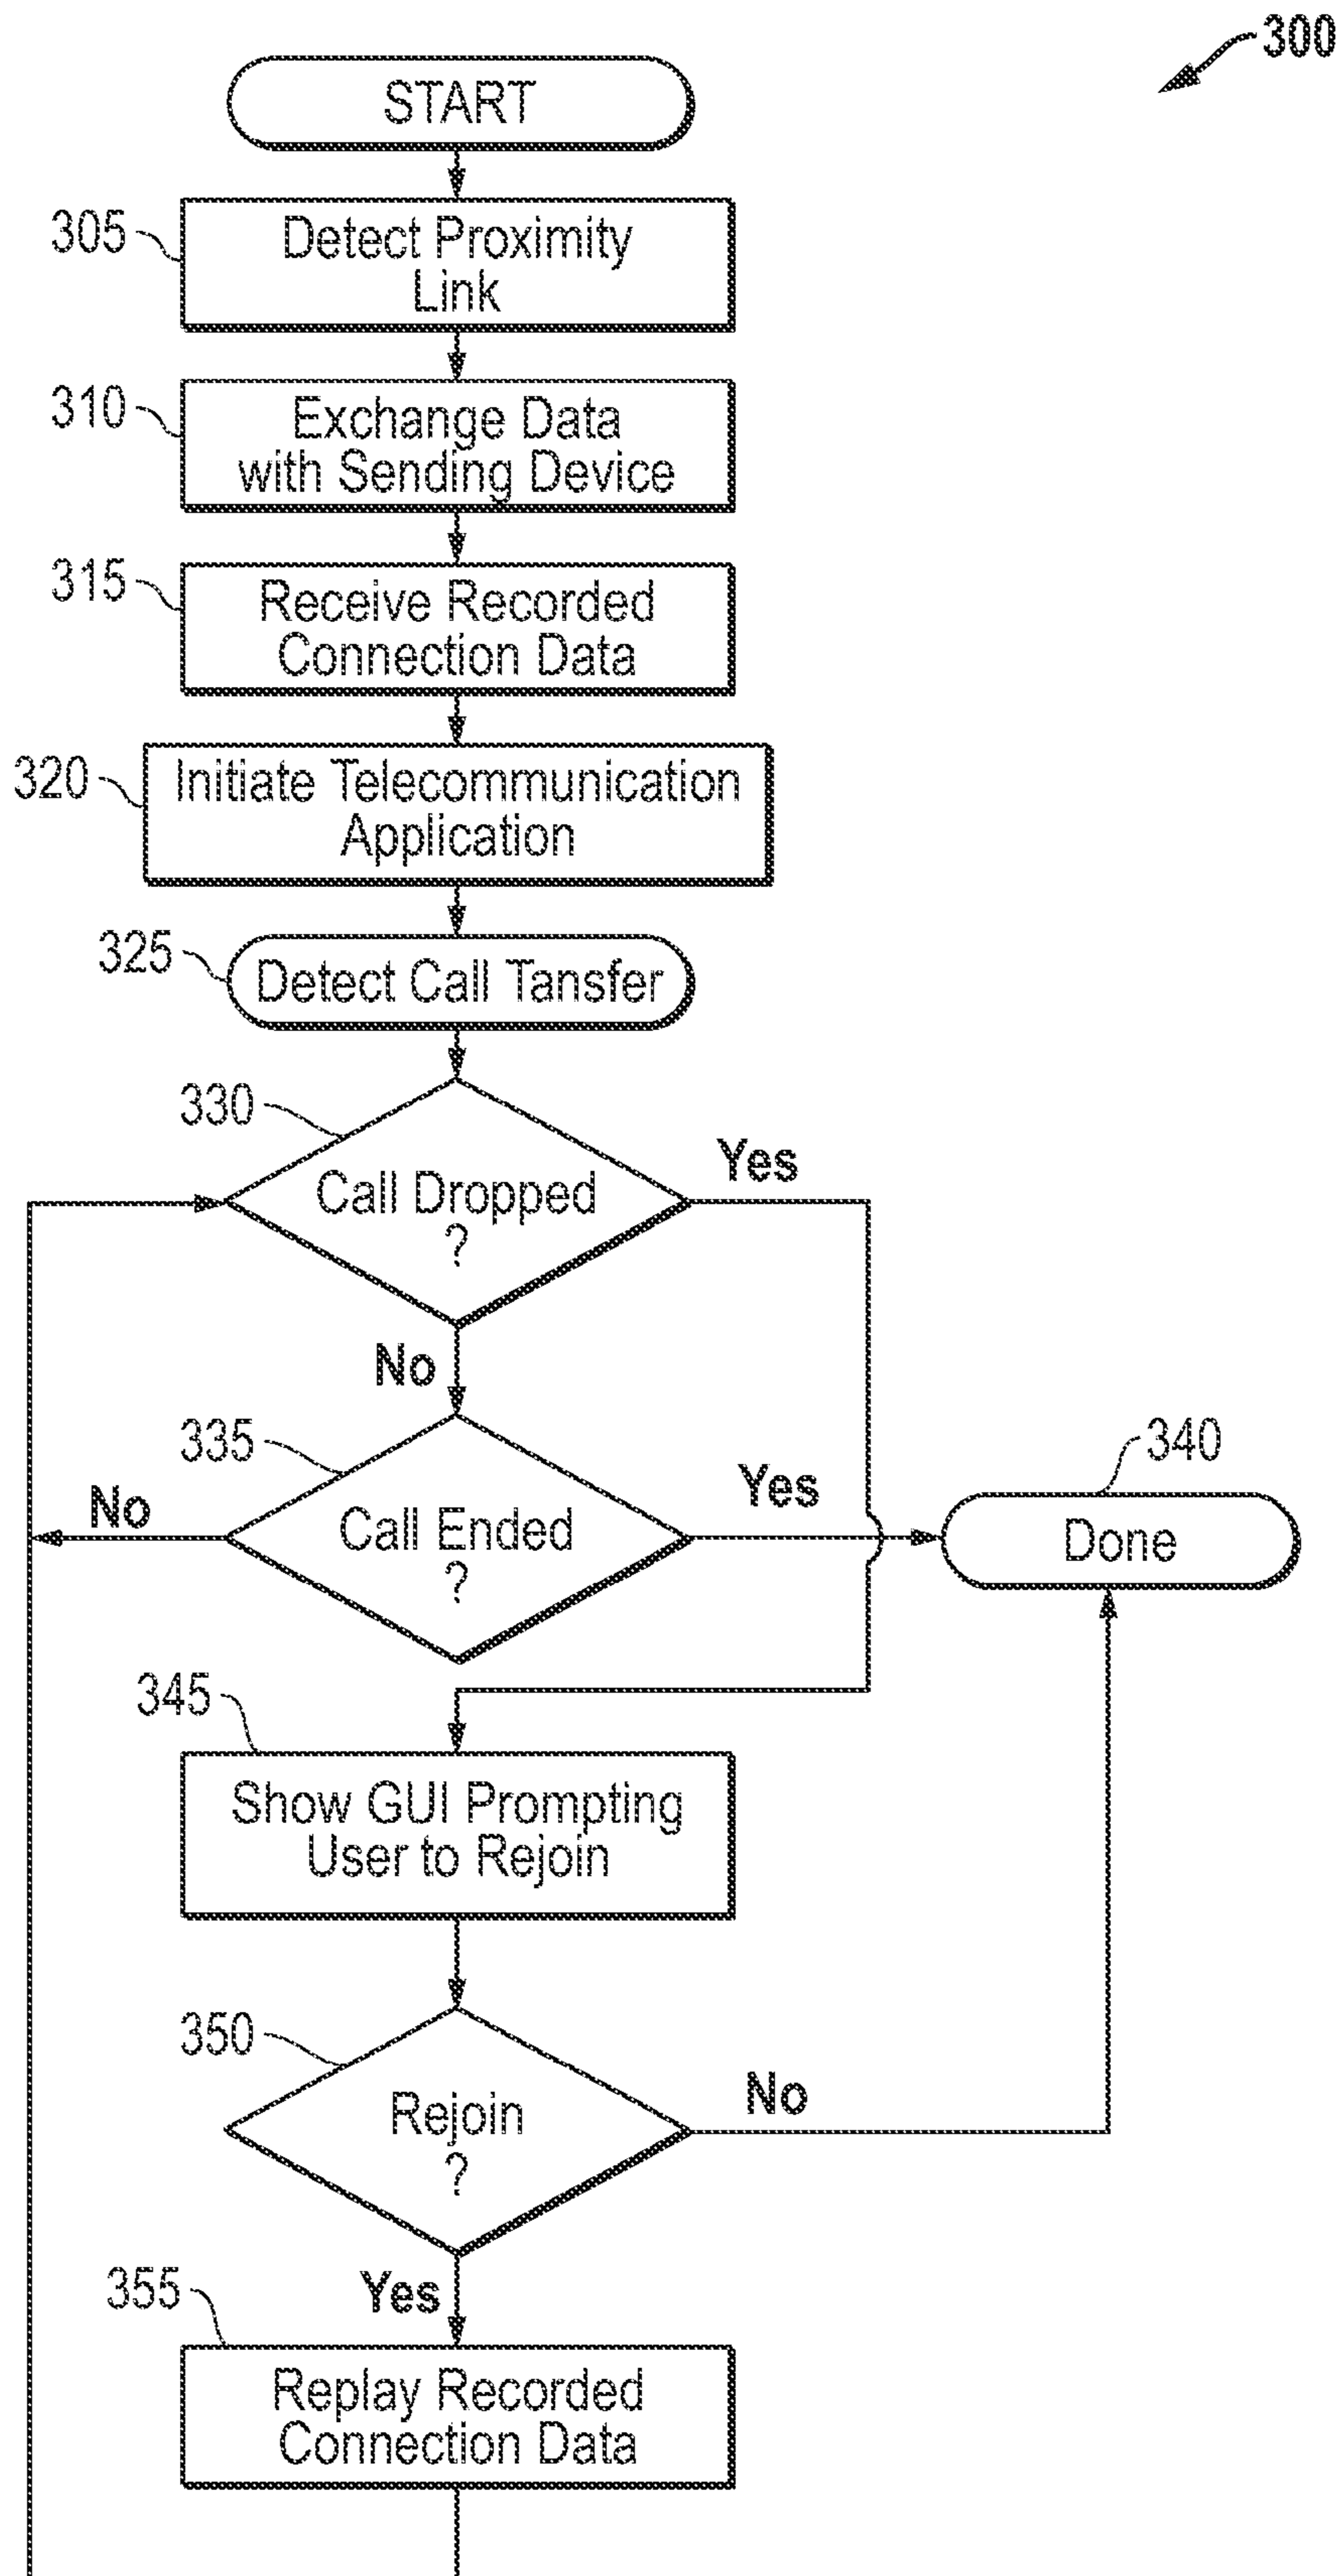 300
START
305
Detect Proximity
Link
310
Exchange Data
with Sending Device
315
Receive Recorded
Connection Data
320
Initiate Telecommunication
Application
325
Detect Call Tansfer
330
Call Dropped
?
Yes
No
335
Call Ended
?
No
Yes
340
Done
345
Show GUI Prompting
User to Rejoin
350
Rejoin
?
No
Yes
355
Replay Recorded
Connection Data